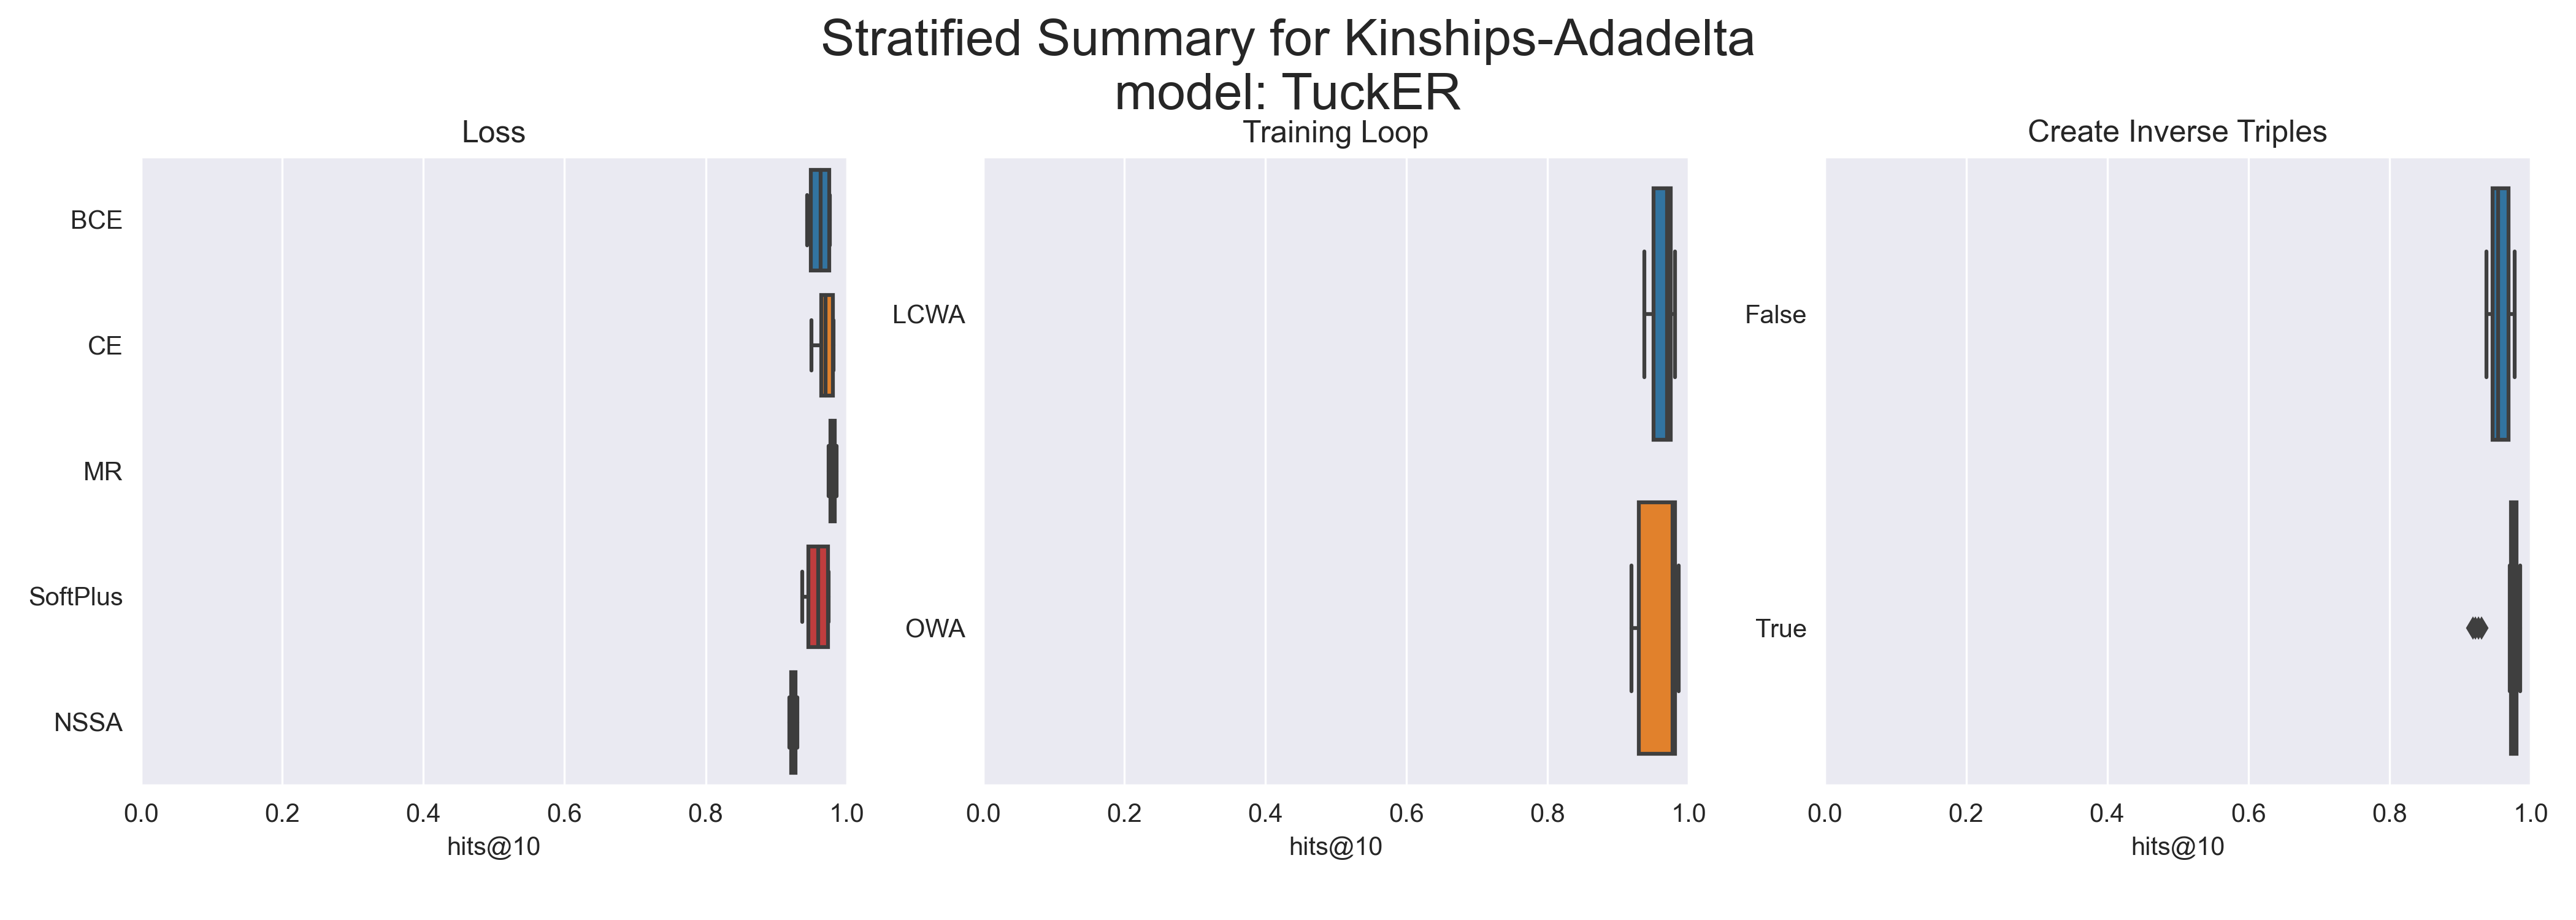 Stratified Summary for Kinships-Adadelta
model: TuckER
Loss
BCE
CE
MR
SoftPlus
NSSA
0.0 0.2 0.4 0.6 0.8 1.0
hits@10
Training Loop
LCWA
OWA
0.0 0.2 0.4 0.6 0.8 1.0
hits@10
Create Inverse Triples
False
True
0.0 0.2 0.4 0.6 0.8 1.0
hits@10